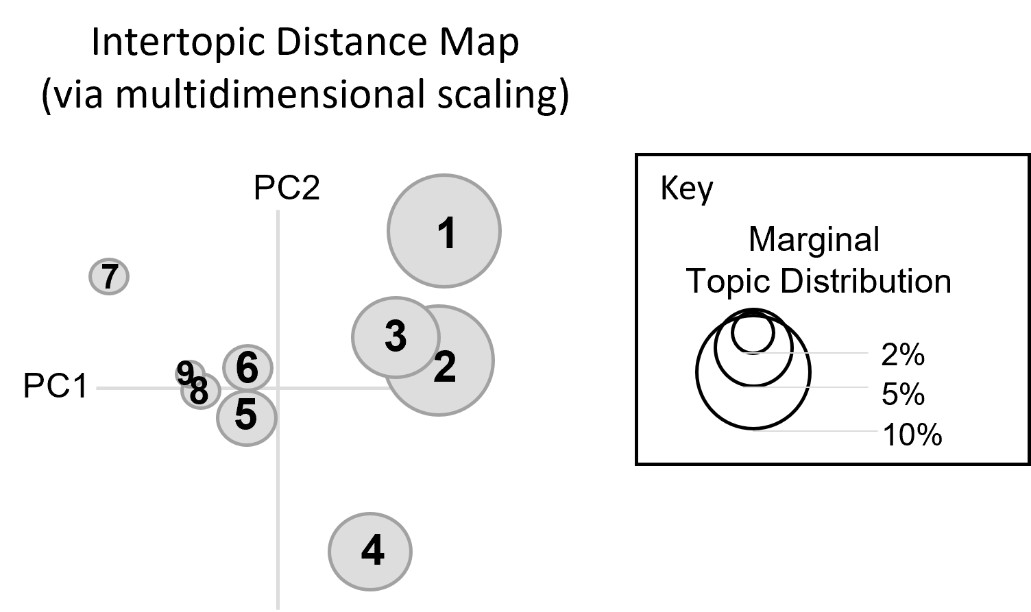 Intertopic Distance Map
(via multidimensional scaling)
PC2
1
7
3
2
9
8
6
PC1
5
4
Key
Marginal
Topic Distribution
2%
5%
10%